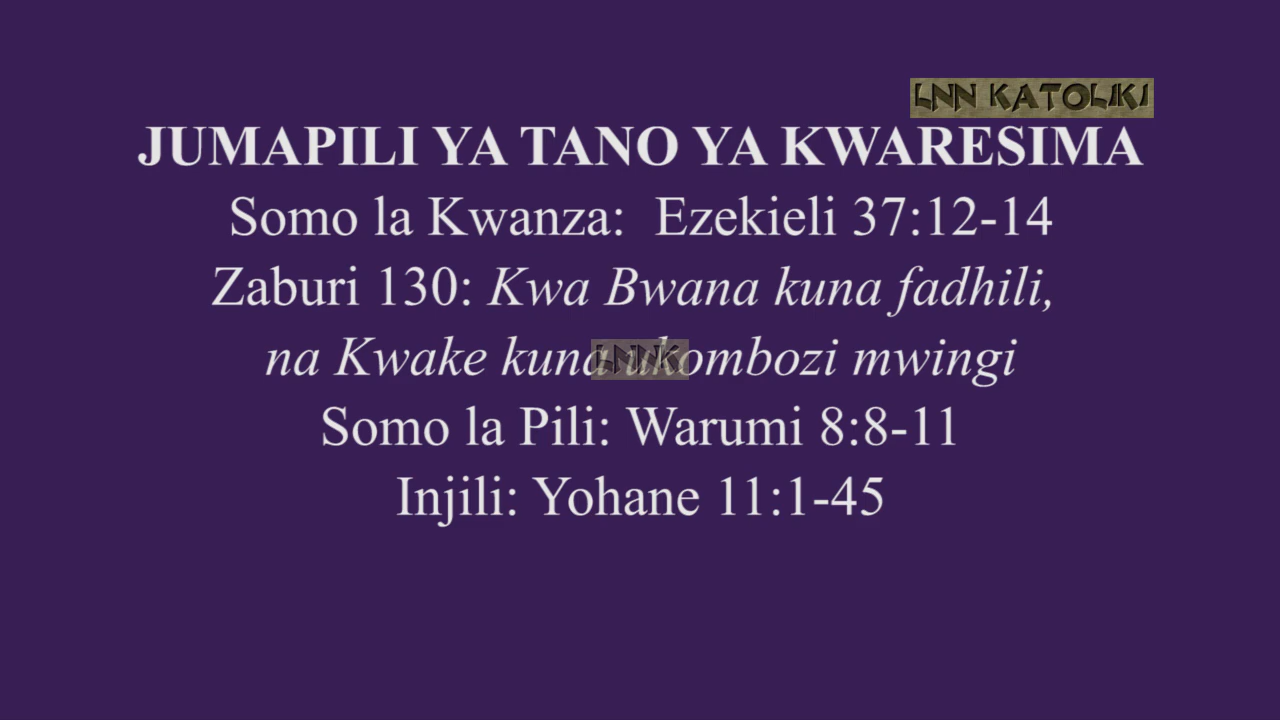 LNN KATOLIKI
JUMAPILI YA TANO YA KWARESIMA
Somo la Kwanza: Ezekieli 37:12-14
Zaburi 130: Kwa Bwana kuna fadhili,
na Kwake kuna ukombozi mwingi
LNNK
Somo la Pili: Warumi 8:8-11
Injili: Yohane 11:1-45